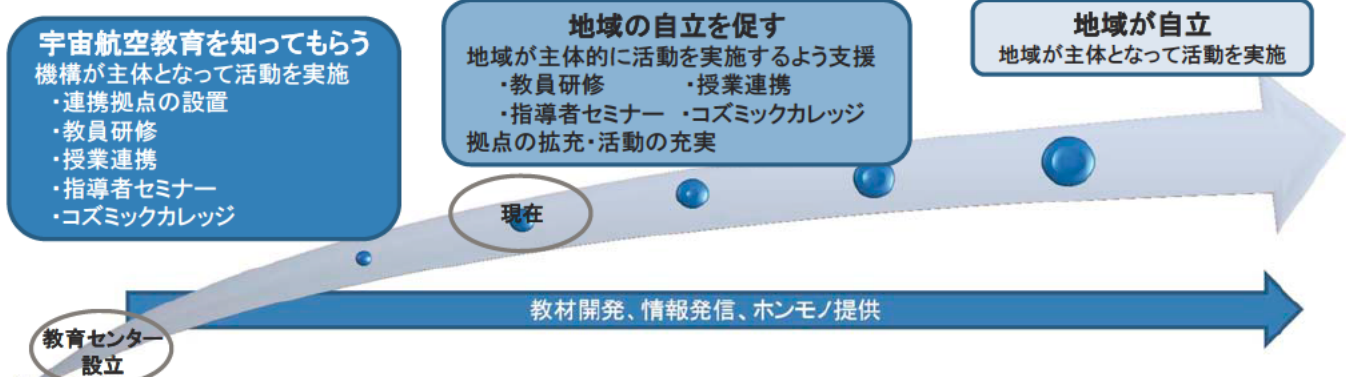 宇宙航空教育を知ってもらう
機構が主体となって活動を実施
・連携拠点の設置
・教員研修
・授業連携
・指導者セミナー
・コズミックカレッジ
地域の自立を促す
地域が主体的に活動を実施するよう支援
・教員研修　・授業連携
・指導者セミナー　・コズミックカレッジ
拠点の拡充・活動の充実
地域が自立
地域が主体となって活動を実施
現在
教材開発、情報発信、ホンモノ提供
教育センター
設立